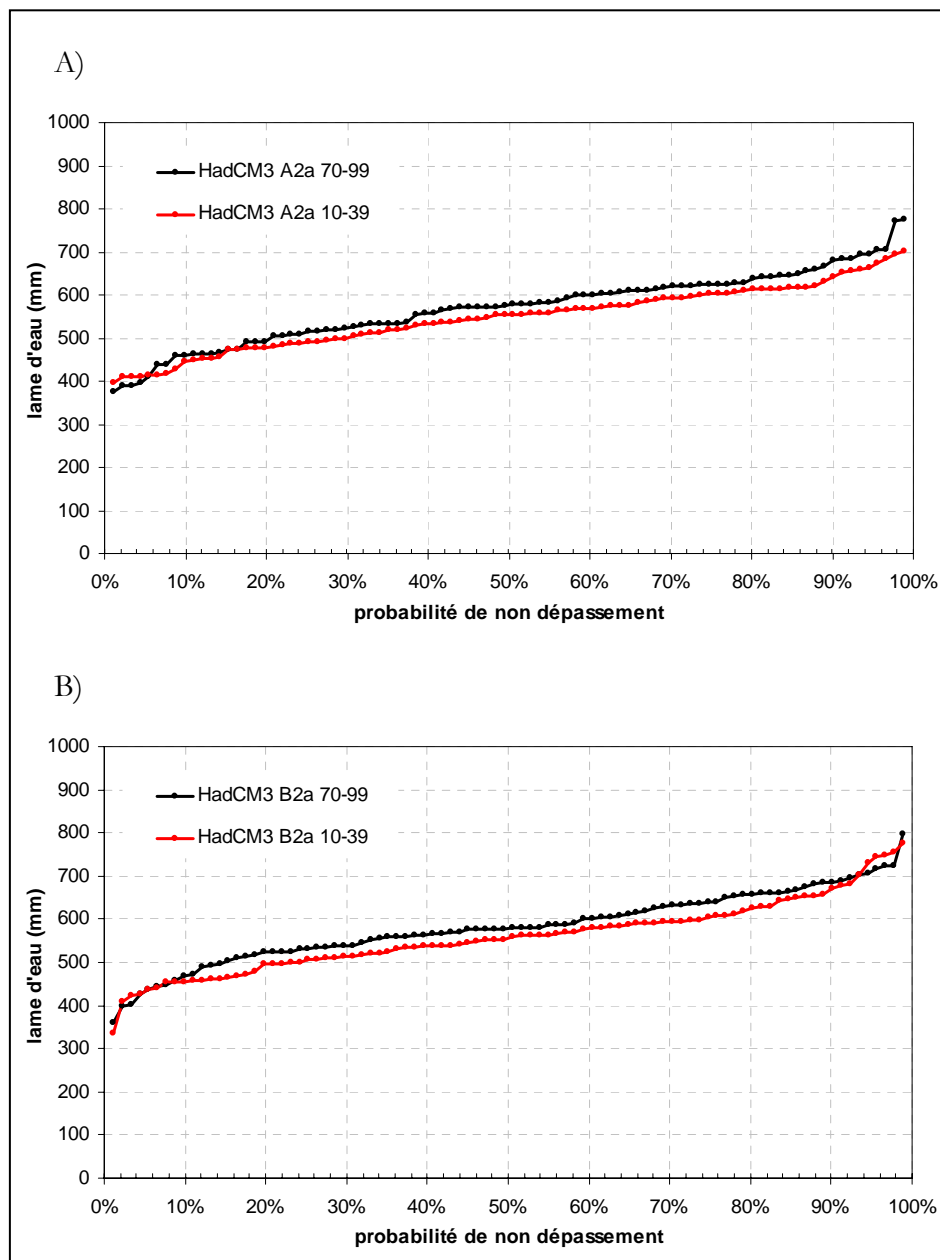 A)
lame d'eau (mm)
1000
900
800
700
600
500
400
300
200
100
0
HadCM3 A2a 70-99
HadCM3 A2a 10-39
0% 10% 20% 30% 40% 50% 60% 70% 80% 90% 100%
probabilité de non dépassement
B)
lame d'eau (mm)
1000
900
800
700
600
500
400
300
200
100
0
HadCM3 B2a 70-99
HadCM3 B2a 10-39
0% 10% 20% 30% 40% 50% 60% 70% 80% 90% 100%
probabilité de non dépassement